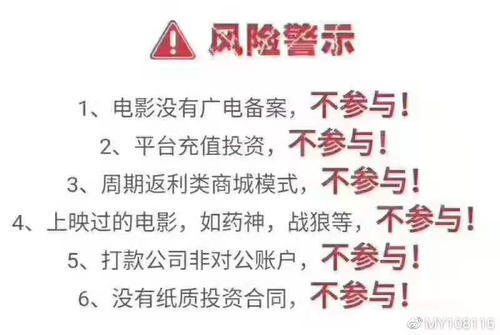 风险警示
1、电影没有广电备案，不参与！
2、平台充值投资，不参与！
3、周期返利类商城模式，不参与！
4、上映过的电影，如药神，战狼等，不参与！
5、打款公司非对公账户，不参与！
6、没有纸质投资合同，不参与！
@MY108116